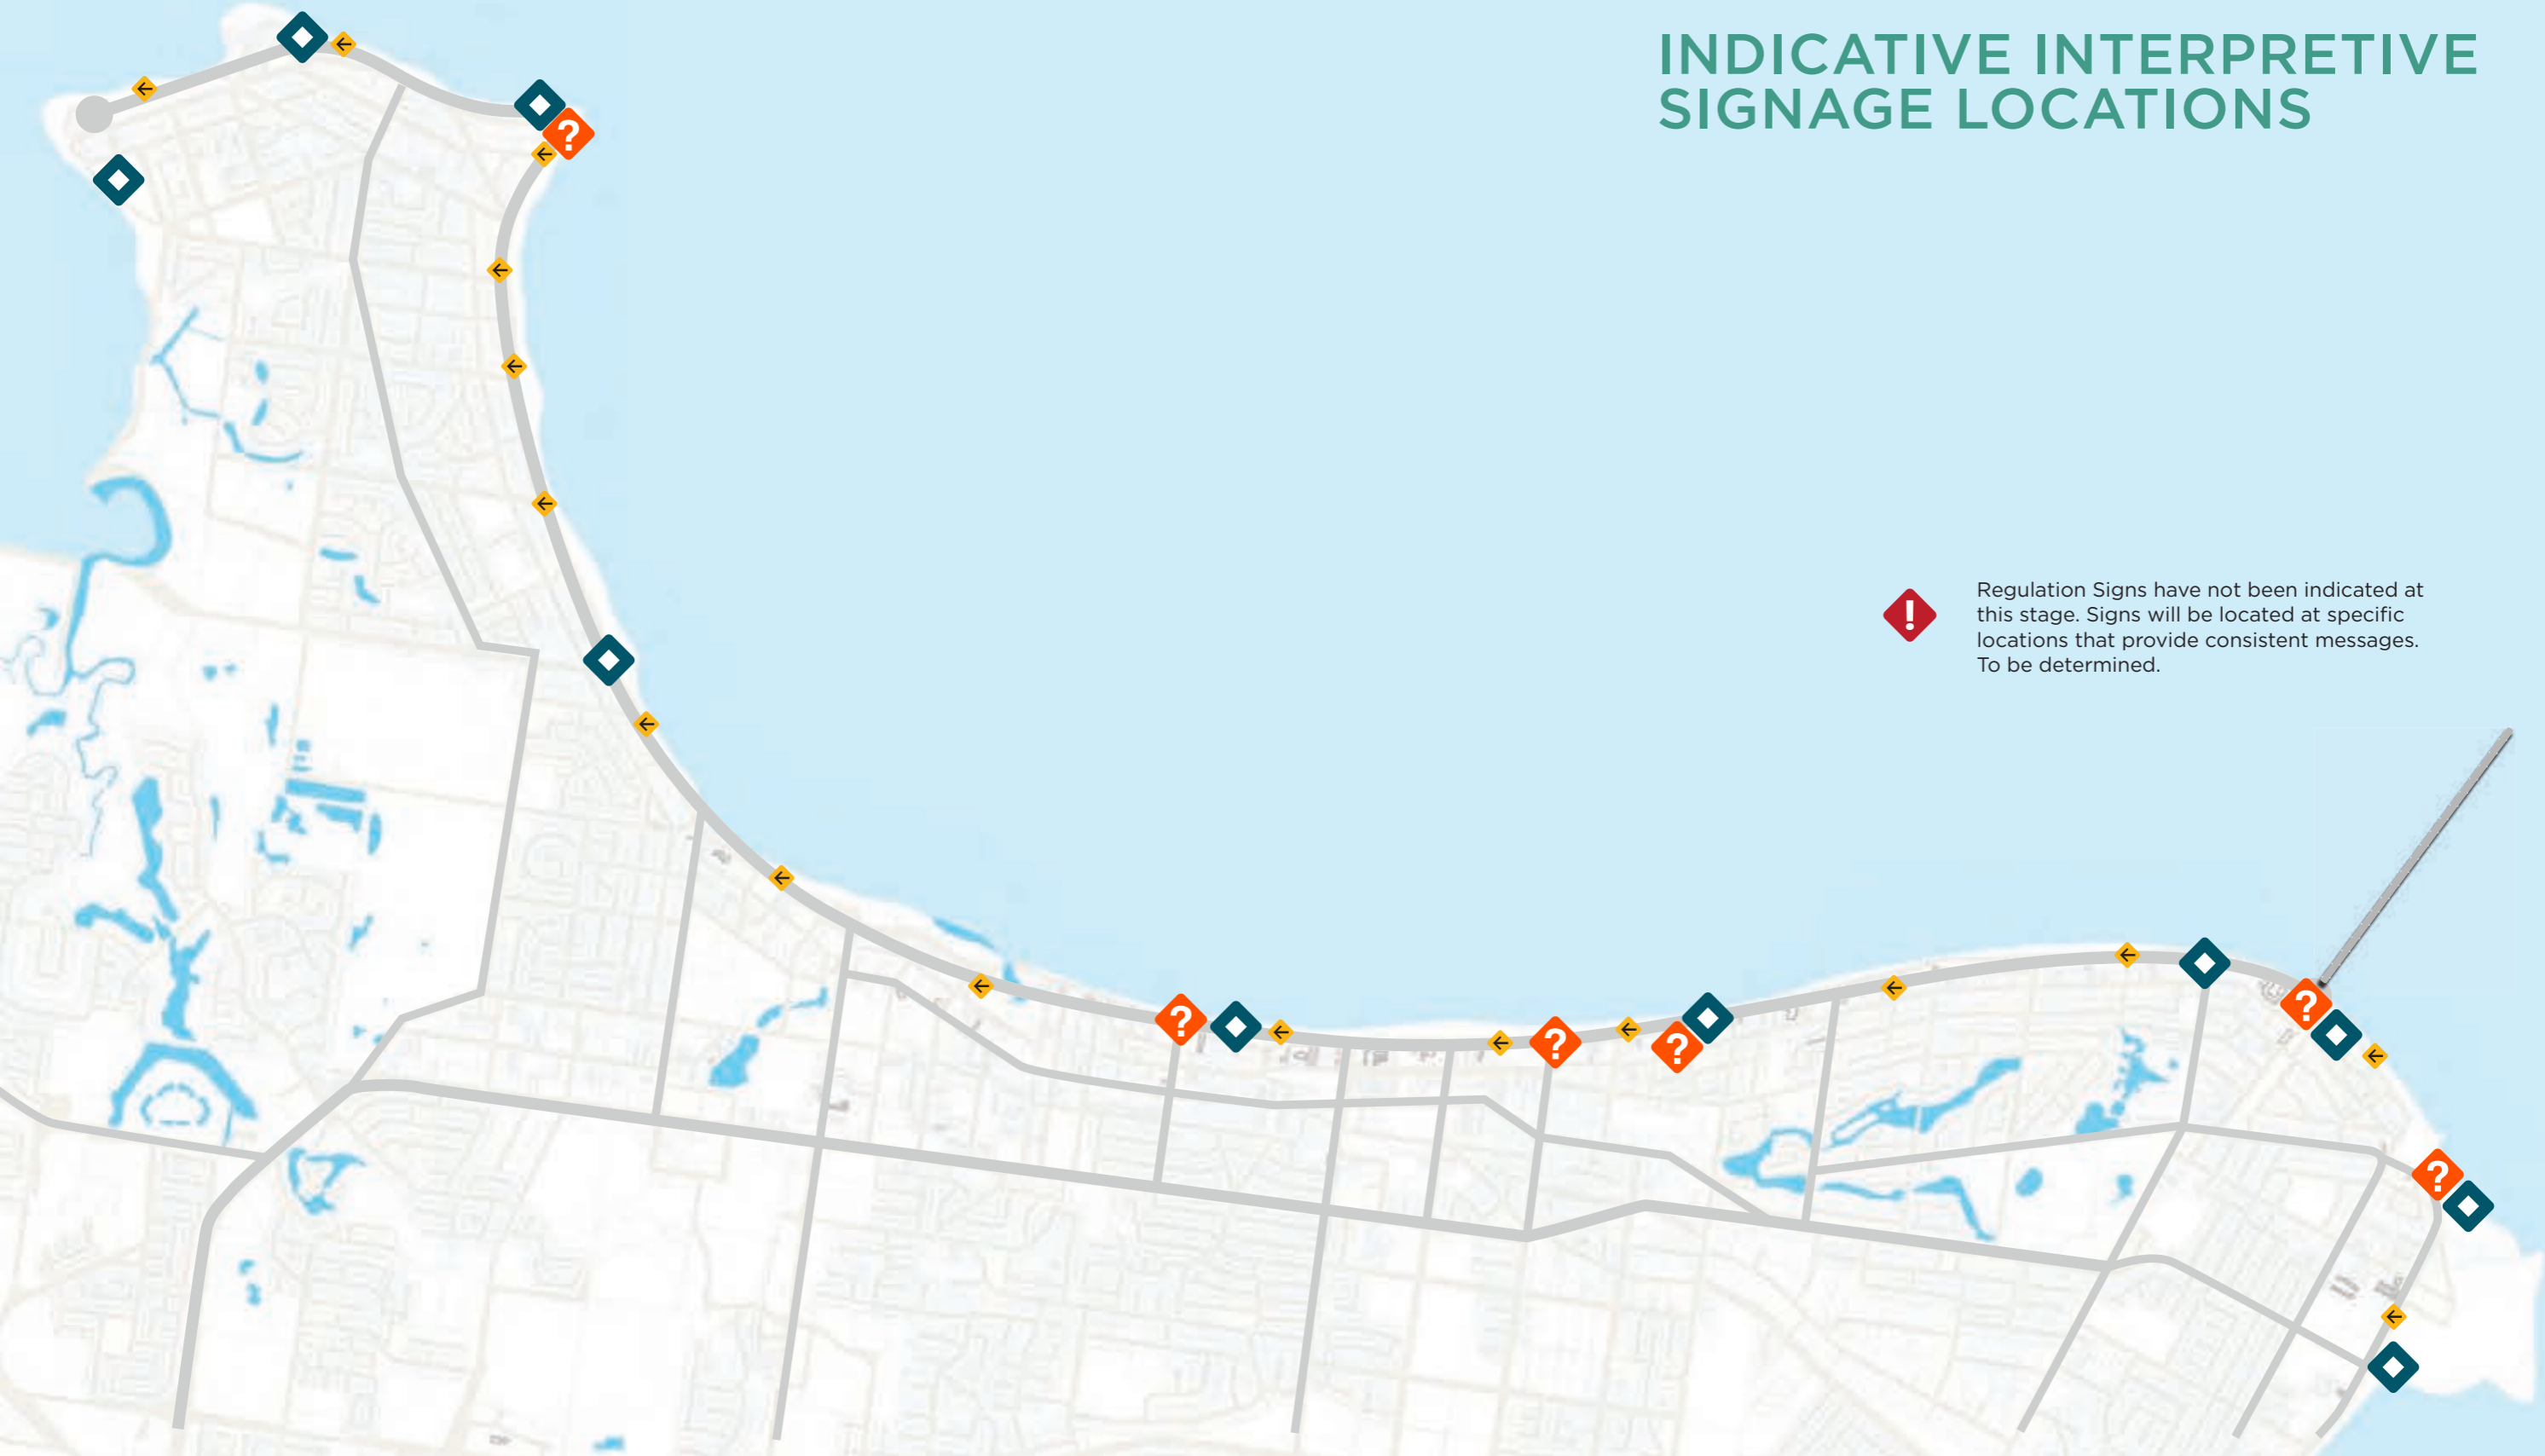 INDICATIVE INTERPRETIVE
SIGNAGE LOCATIONS
?
!
Regulation Signs have not been indicated at
this stage. Signs will be located at specific
locations that provide consistent messages.
To be determined.
?
?
?
?
?